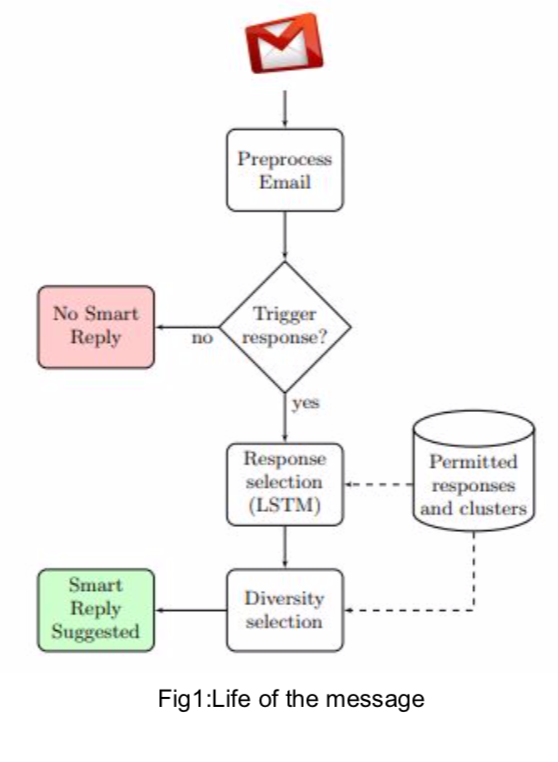 Preprocess
Email
Trigger
response?
No Smart
Reply
no
yes
Response
selection
(LSTM)
Permitted
responses
and clusters
Smart
Reply
Suggested
Diversity
selection
Fig1:Life of the message